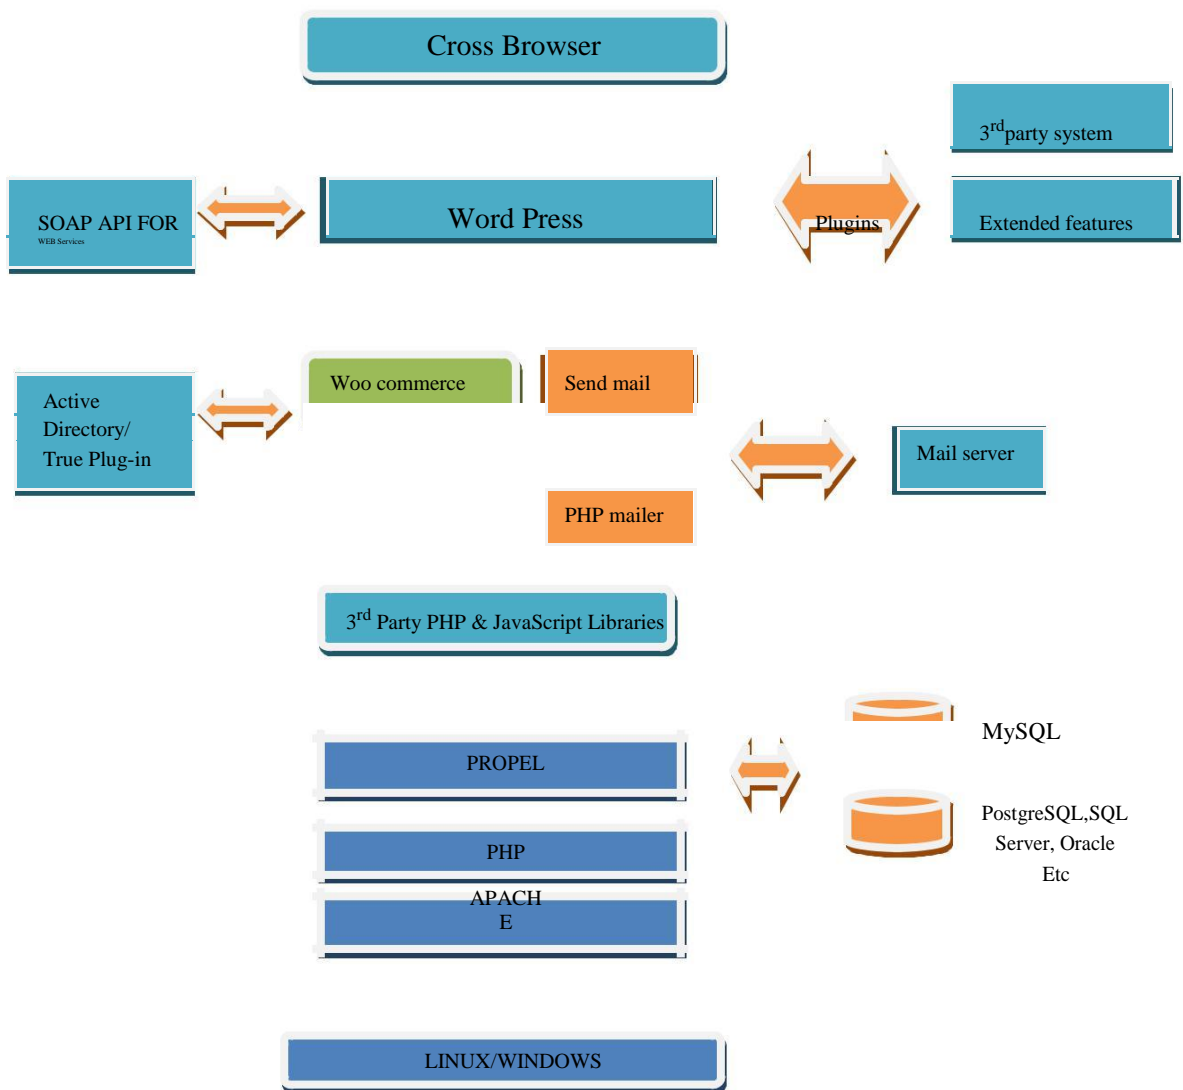 Cross Browser
3rd party system
SOAP API FOR
WEB Services
Word Press
Plugins
Extended features
Active
Directory/
True Plug-in
Woo commerce
Send mail
Mail server
PHP mailer
3rd Party PHP & JavaScript Libraries
MySQL
PROPEL
PostgreSQL,SQL
Server, Oracle
Etc
PHP
APACH
E
LINUX/WINDOWS